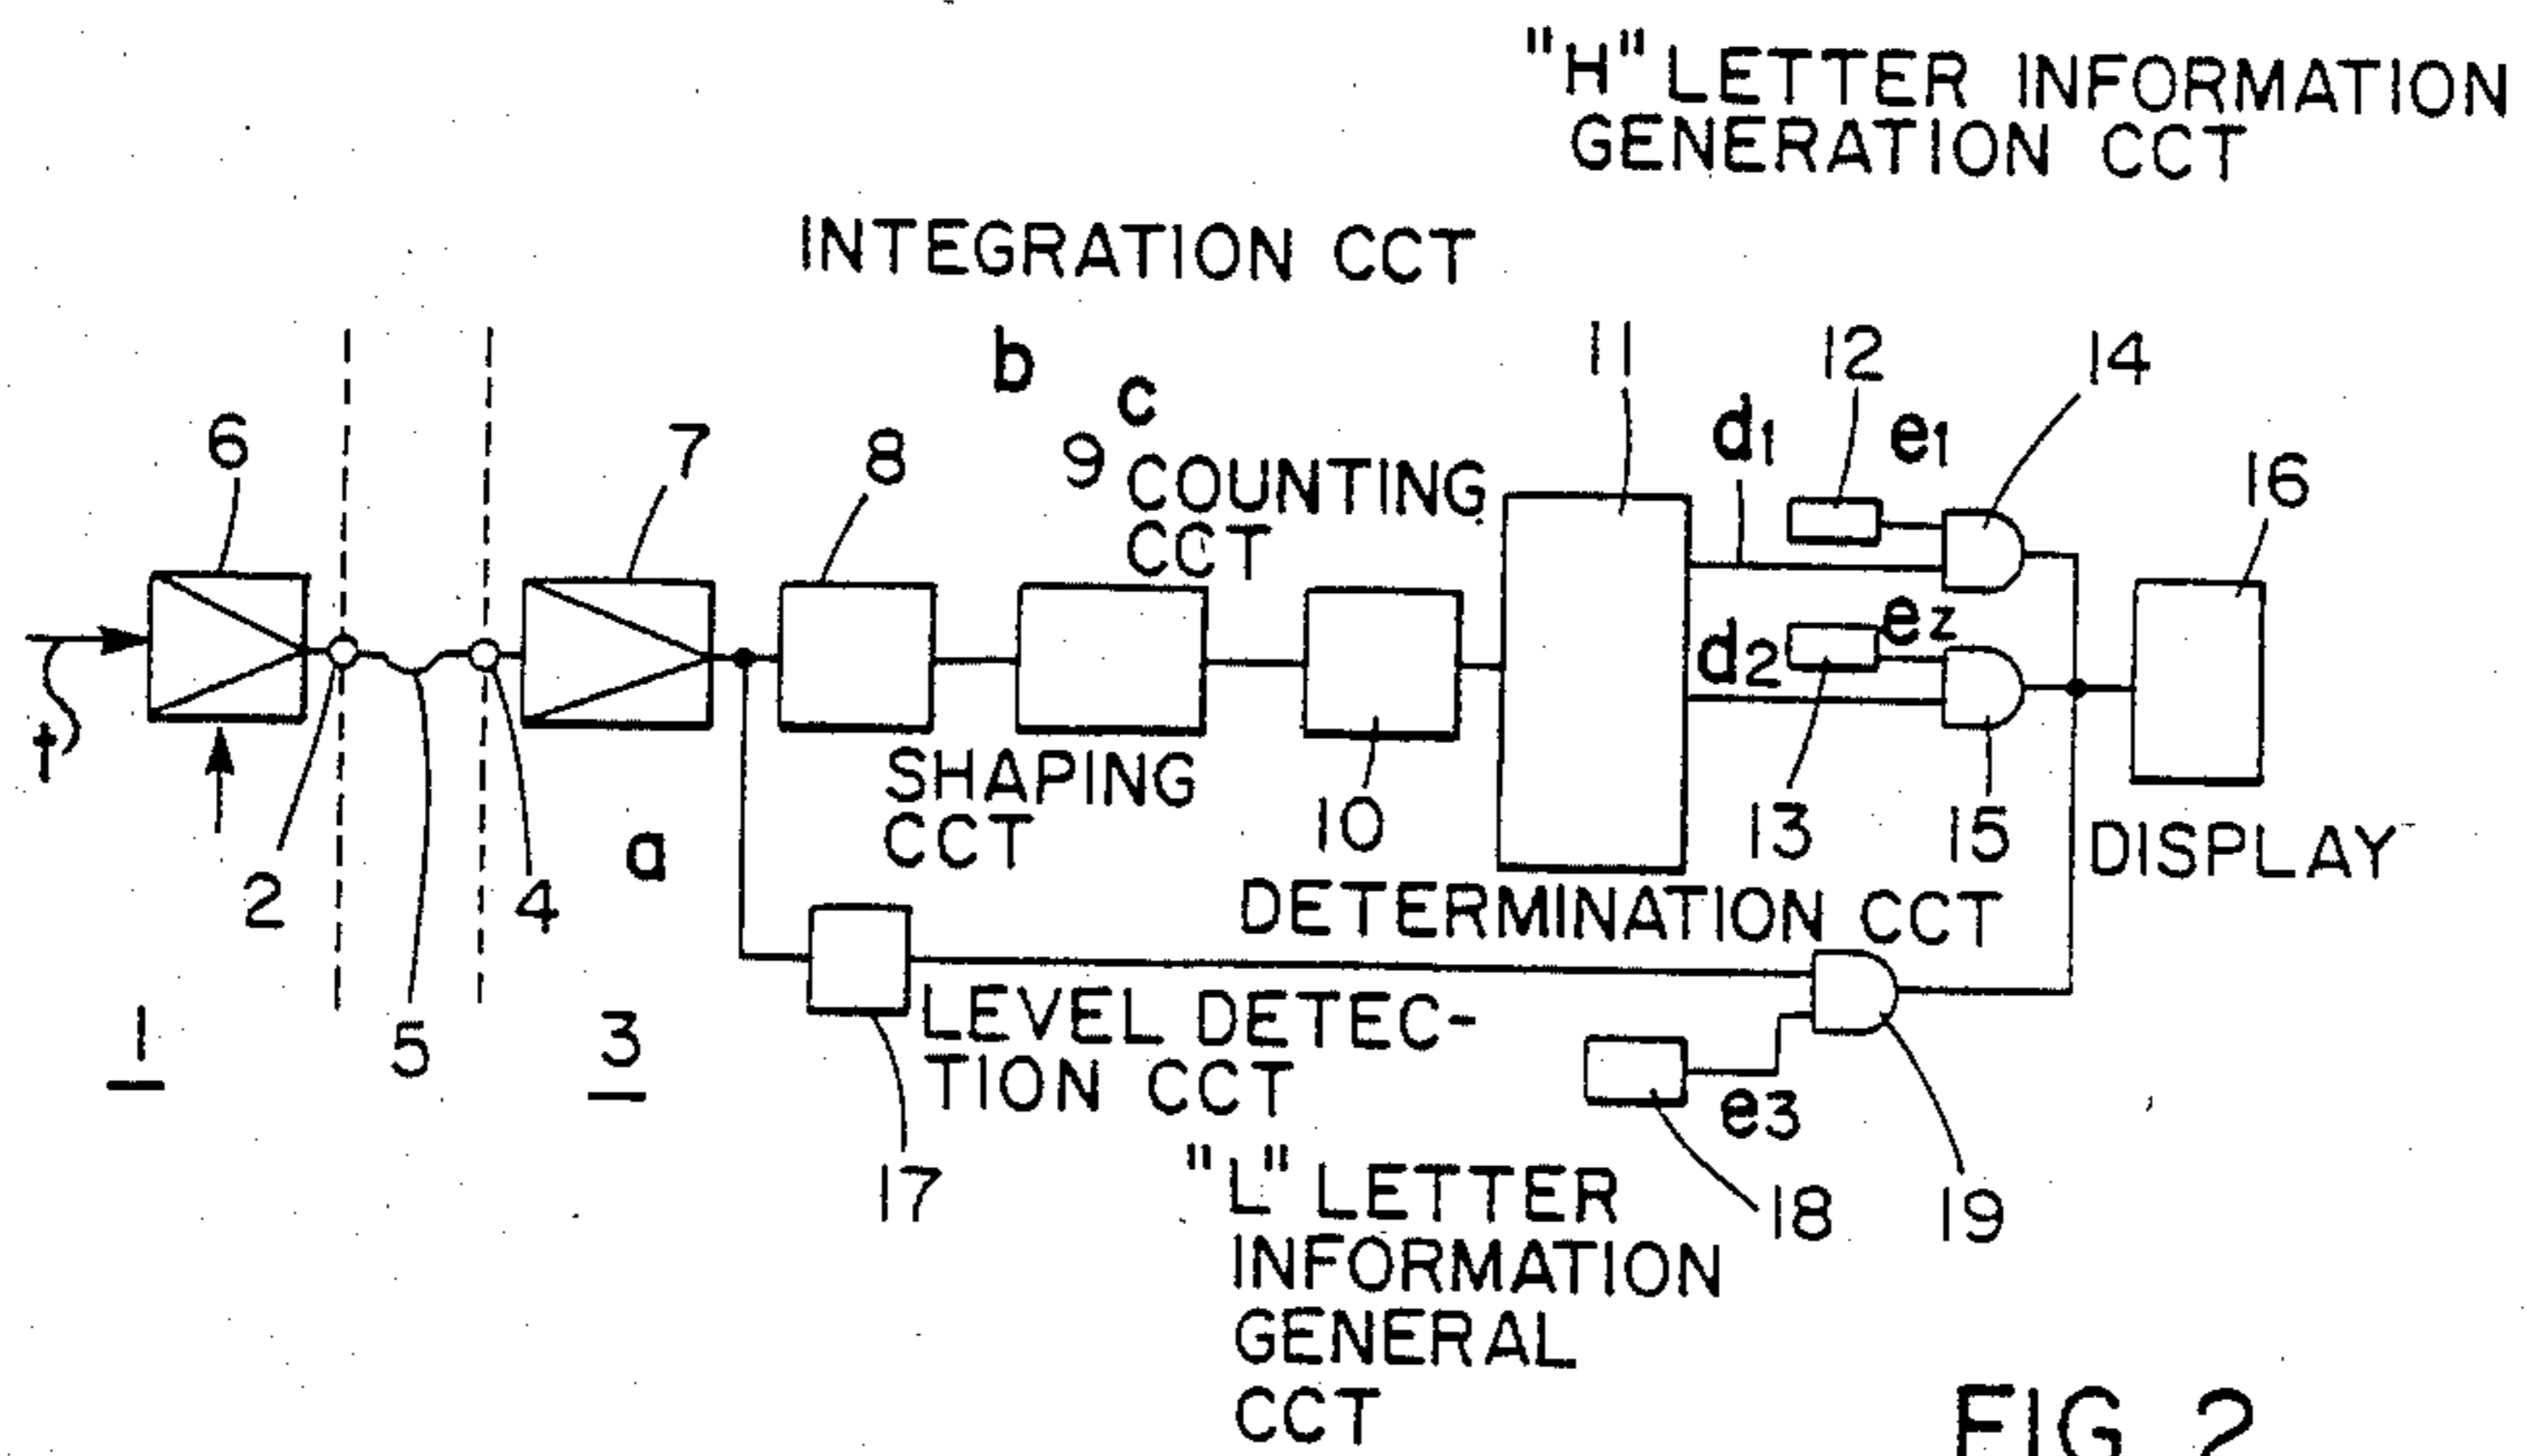 "H" LETTER INFORMATION
GENERATION CCT
INTEGRATION CCT
b
c
11
12
14
6
7
8
9
COUNTING
CCT
d1
e1
16
t
e2
d2
SHAPING
CCT
a
10
13
15
DISPLAY
2
4
DETERMINATION CCT
1
5
3
LEVEL DETEC-
TION CCT
e3
17
"L" LETTER
INFORMATION
GENERAL
CCT
18
19
FIG. 2